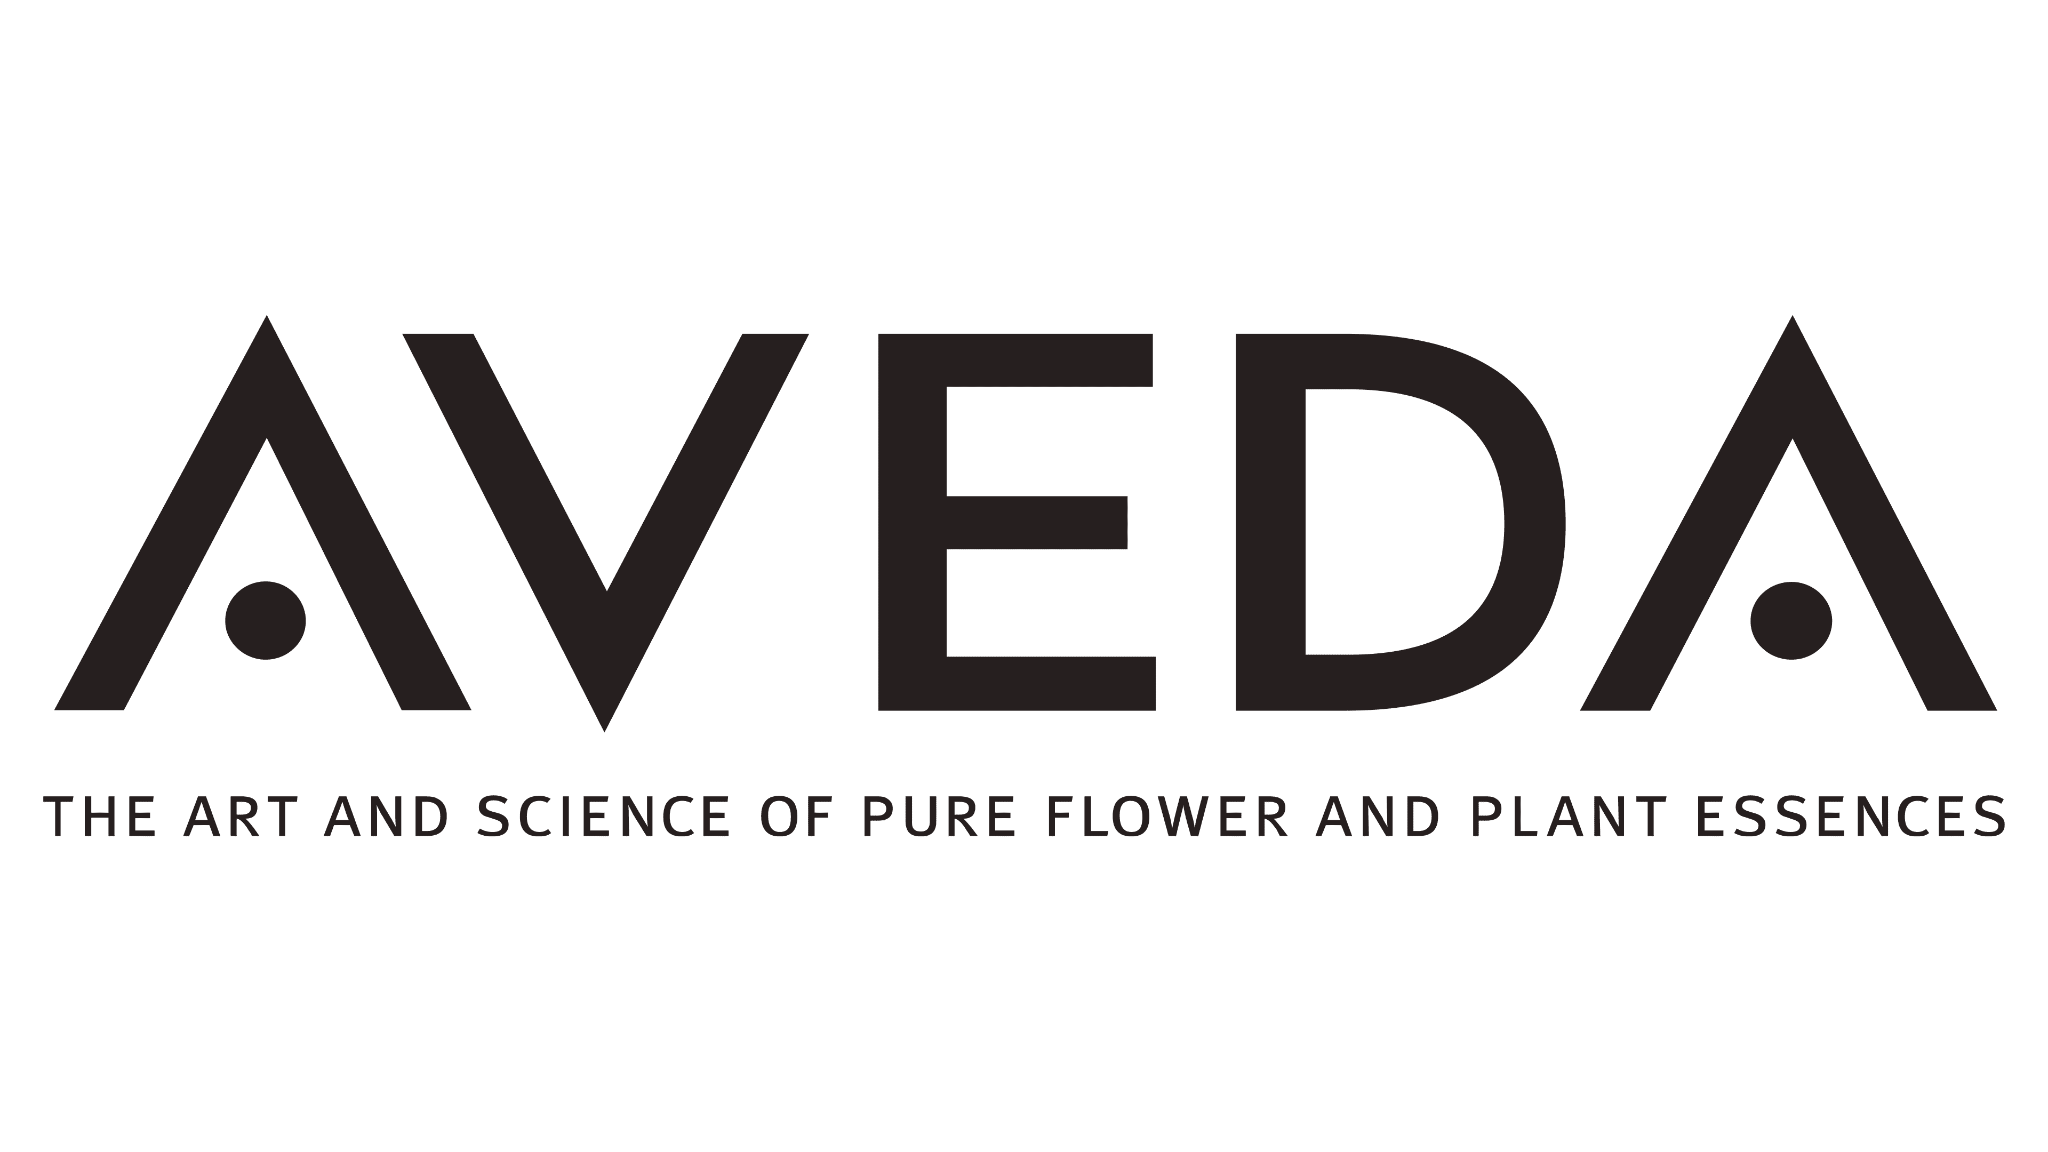 AVEDA
THE ART AND SCIENCE OF PURE FLOWER AND PLANT ESSENCES